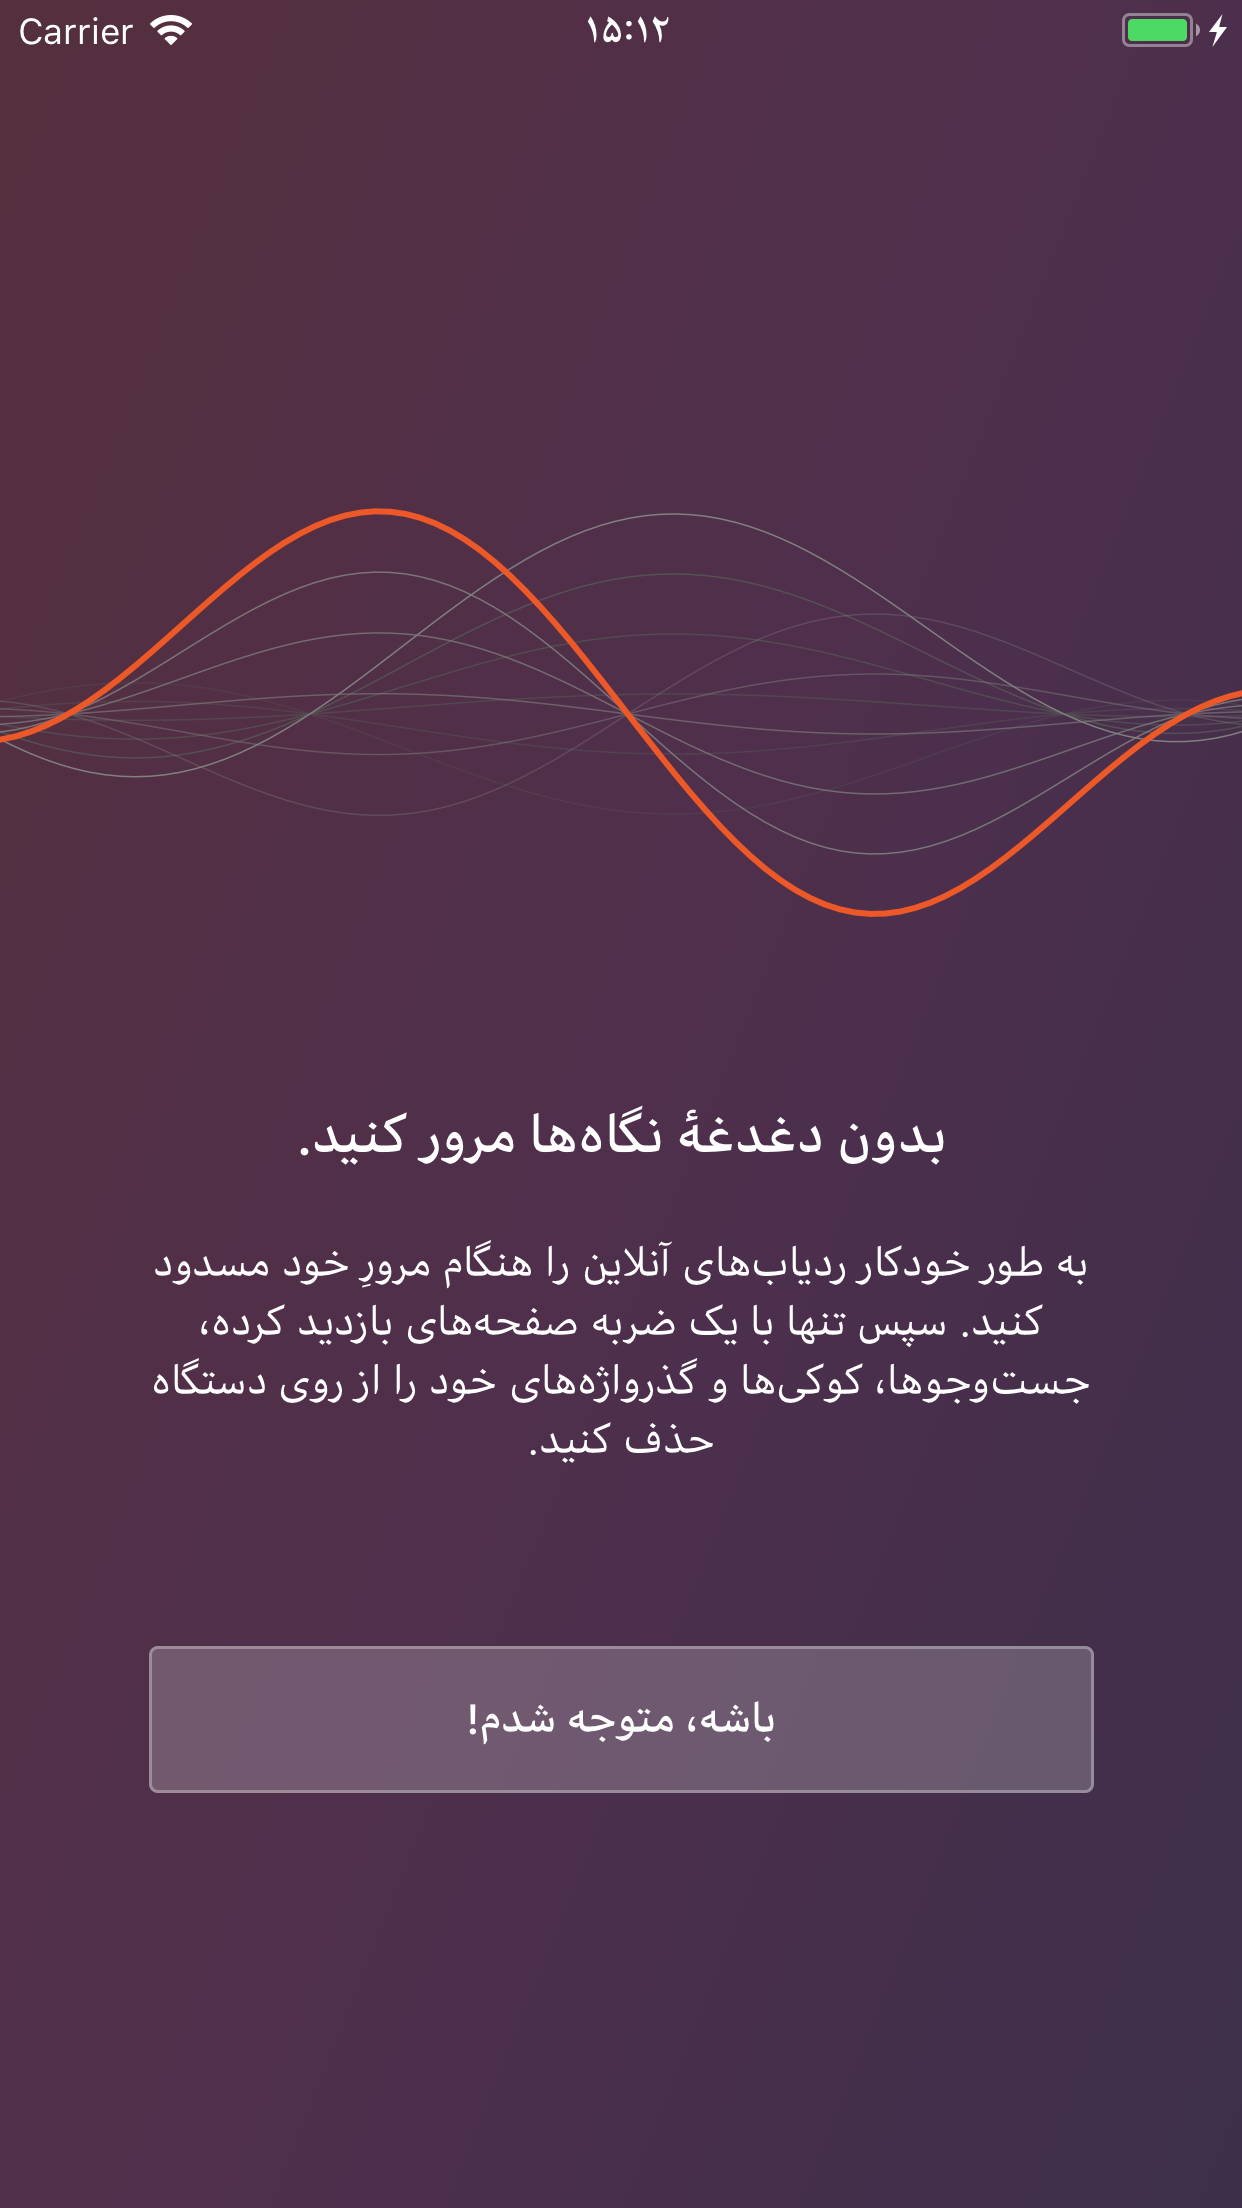 Carrier
۱۵:۱۲
بدون دغدغهٔ نگاه‌ها مرور کنید.
به طور خودکار ردیاب‌های آنلاین را هنگام مرورِ خود مسدود
کنید. سپس تنها با یک ضربه صفحه‌های بازدید کرده،
جست‌وجوها، کوکی‌ها و گذرواژه‌های خود را از روی دستگاه
حذف کنید.
باشه، متوجه شدم!